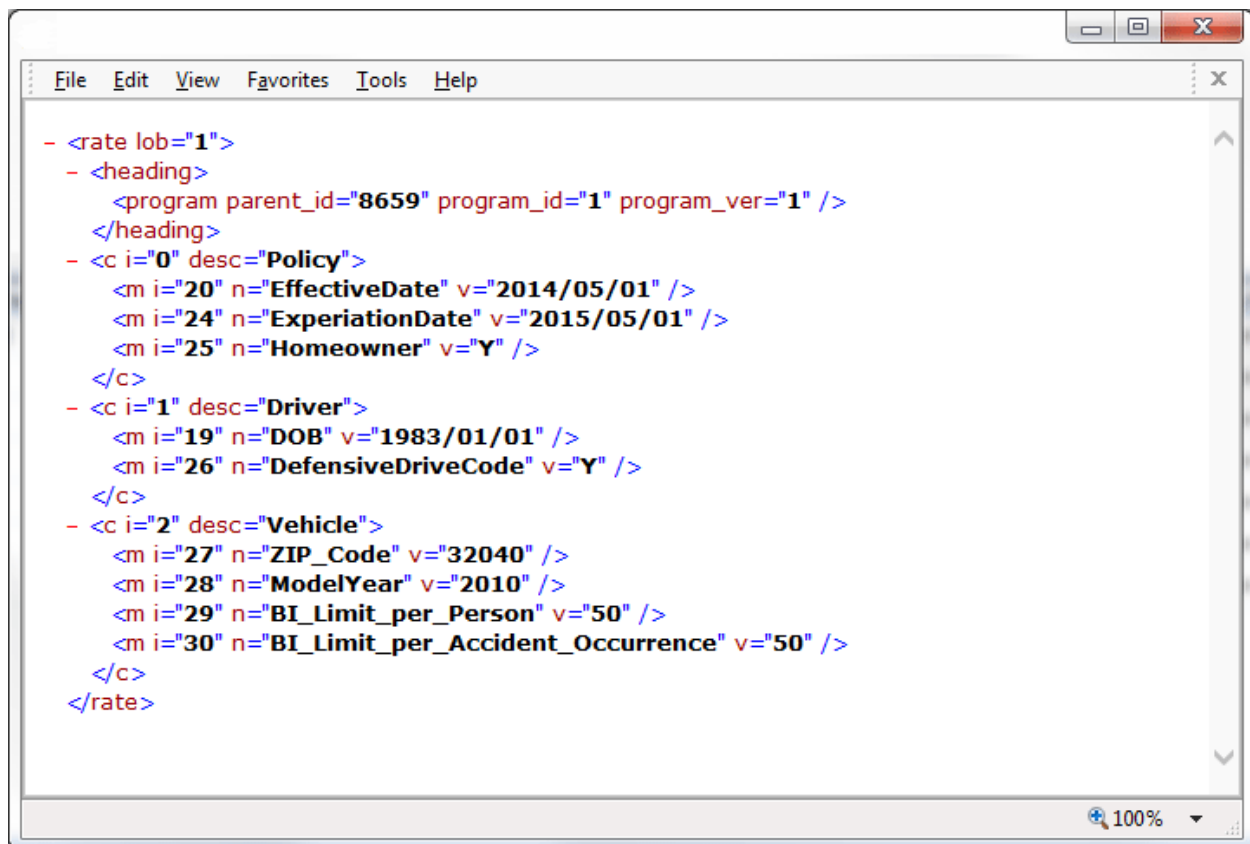 File Edit View Favorites Tools Help x
- <rate lob="1">
- <heading>
<program parent_id="8659" program_id="1" program_ver="1" />
</heading>
- <c i="0" desc="Policy">
<m i="20" n="EffectiveDate" v="2014/05/01" />
<m i="24" n="ExperiationDate" v="2015/05/01" />
<m i="25" n="Homeowner" v="Y" />
</c>
- <c i="1" desc="Driver">
<m i="19" n="DOB" v="1983/01/01" />
<m i="26" n="DefensiveDriveCode" v="Y" />
</c>
- <c i="2" desc="Vehicle">
<m i="27" n="ZIP_Code" v="32040" />
<m i="28" n="ModelYear" v="2010" />
<m i="29" n="BI_Limit_per_Person" v="50" />
<m i="30" n="BI_Limit_per_Accident_Occurrence" v="50" />
</c>
</rate>
100%